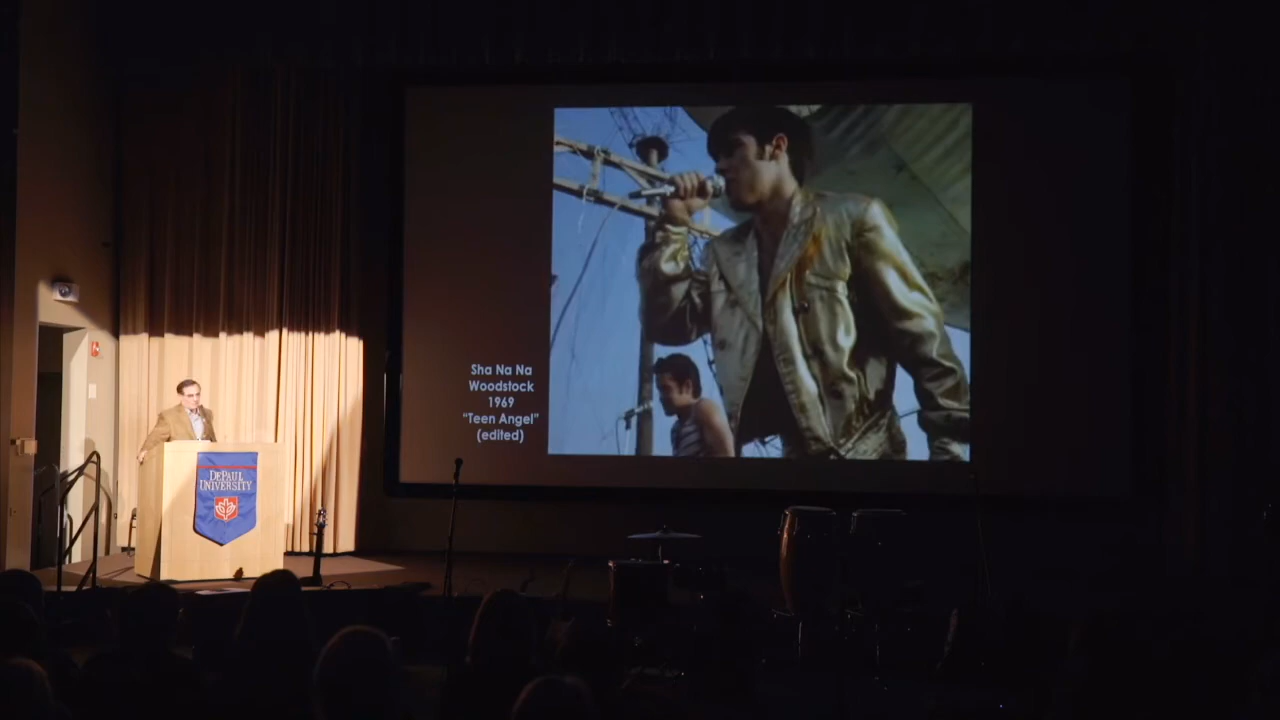 Sha Na Na
Woodstock
1969
“Teen Angel”
(edited)
DEPAUL
UNIVERSITY